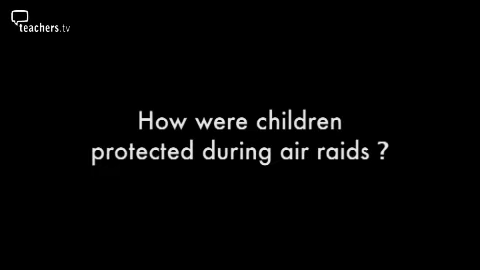 teachers.tv
How were children
protected during air raids ?